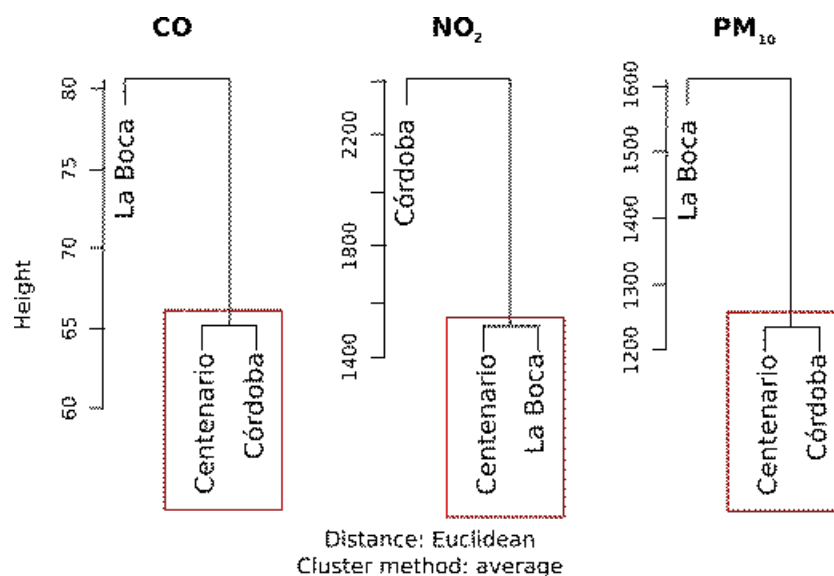 CO
NO₂
PM₁₀
Height
80
75
70
65
60
La Boca
Centenario
Córdoba
2200
1800
1400
Córdoba
Centenario
La Boca
1600
1500
1400
1300
1200
La Boca
Centenario
Córdoba
Distance: Euclidean
Cluster method: average